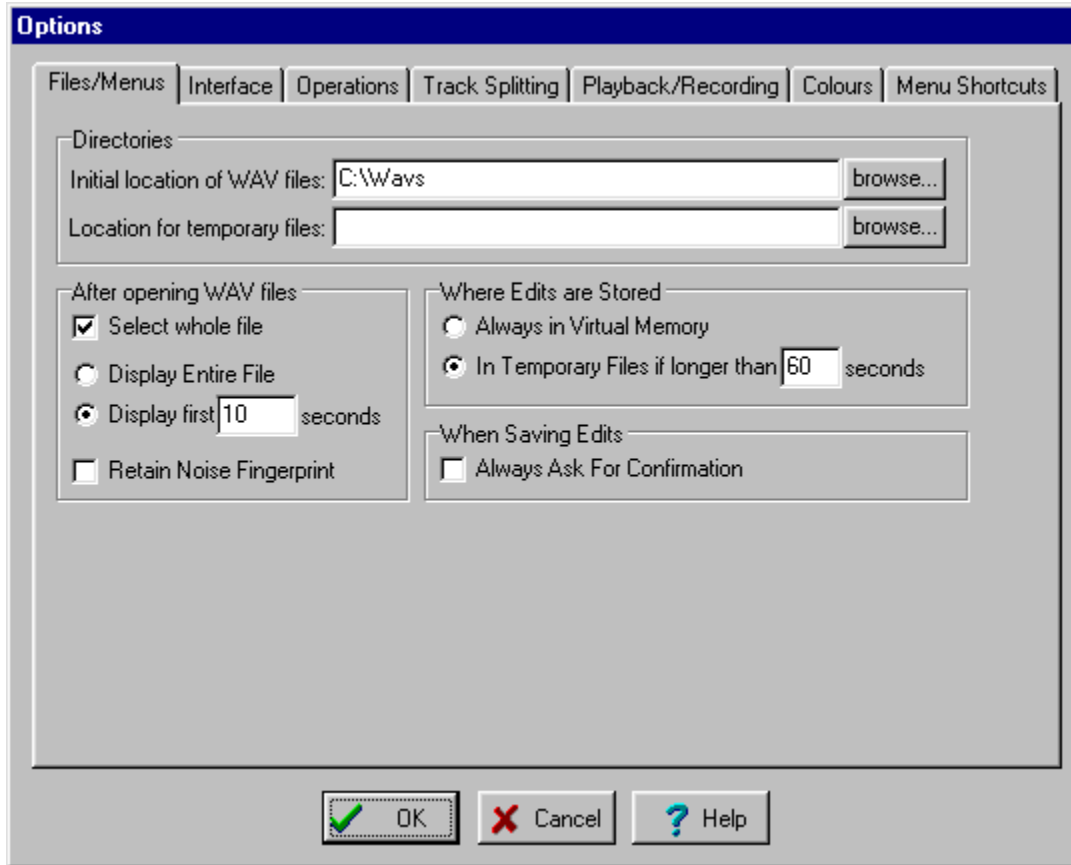 Options
Files/Menus Interface Operations Track Splitting Playback/Recording Colours Menu Shortcuts
Directories
Initial location of WAV files: C:\Wavs browse...
Location for temporary files: browse...
After opening WAV files
Select whole file
Display Entire File
Display first 10 seconds
Retain Noise Fingerprint
Where Edits are Stored
Always in Virtual Memory
In Temporary Files if longer than 60 seconds
When Saving Edits
Always Ask For Confirmation
OK Cancel Help